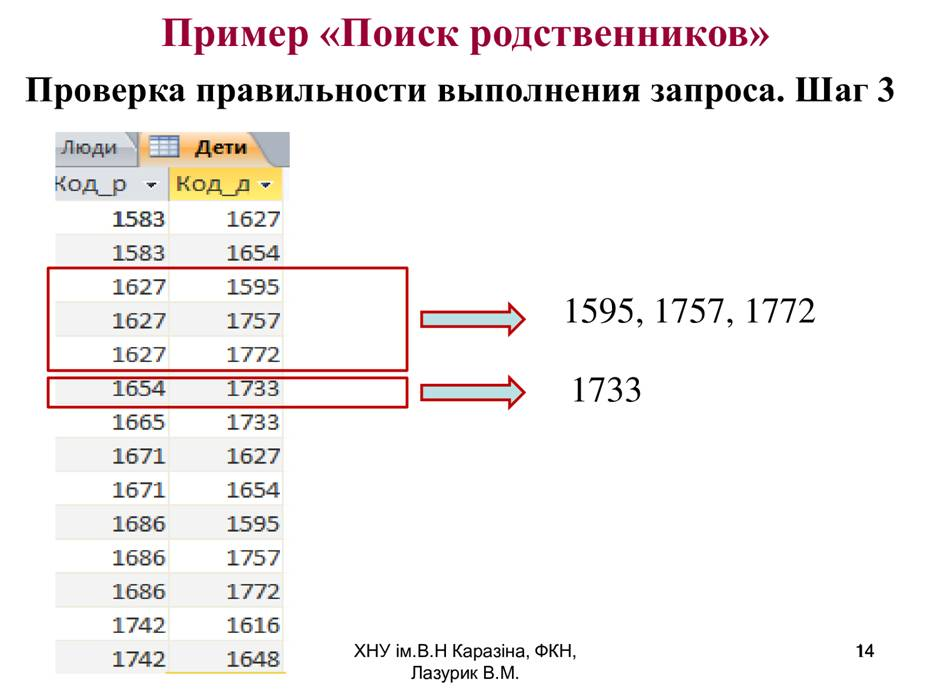 Пример «Поиск родственников»
Проверка правильности выполнения запроса. Шаг 3
Люди Дети
Код_р Код_д
1583 1627
1583 1654
1627 1595
1627 1757
1627 1772
1595, 1757, 1772
1654 1733
1733
1665 1733
1671 1627
1671 1654
1686 1595
1686 1757
1686 1772
1742 1616
1742 1648
ХНУ ім.В.Н Каразіна, ФКН,
Лазурик В.М.
14